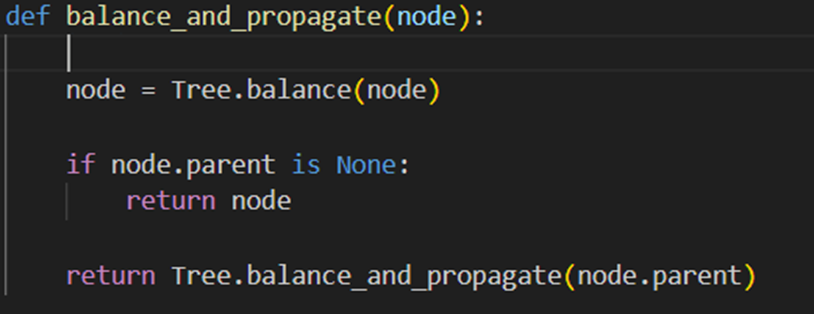 def balance_and_propagate(node):
node = Tree.balance(node)
if node.parent is None:
return node
return Tree.balance_and_propagate(node.parent)